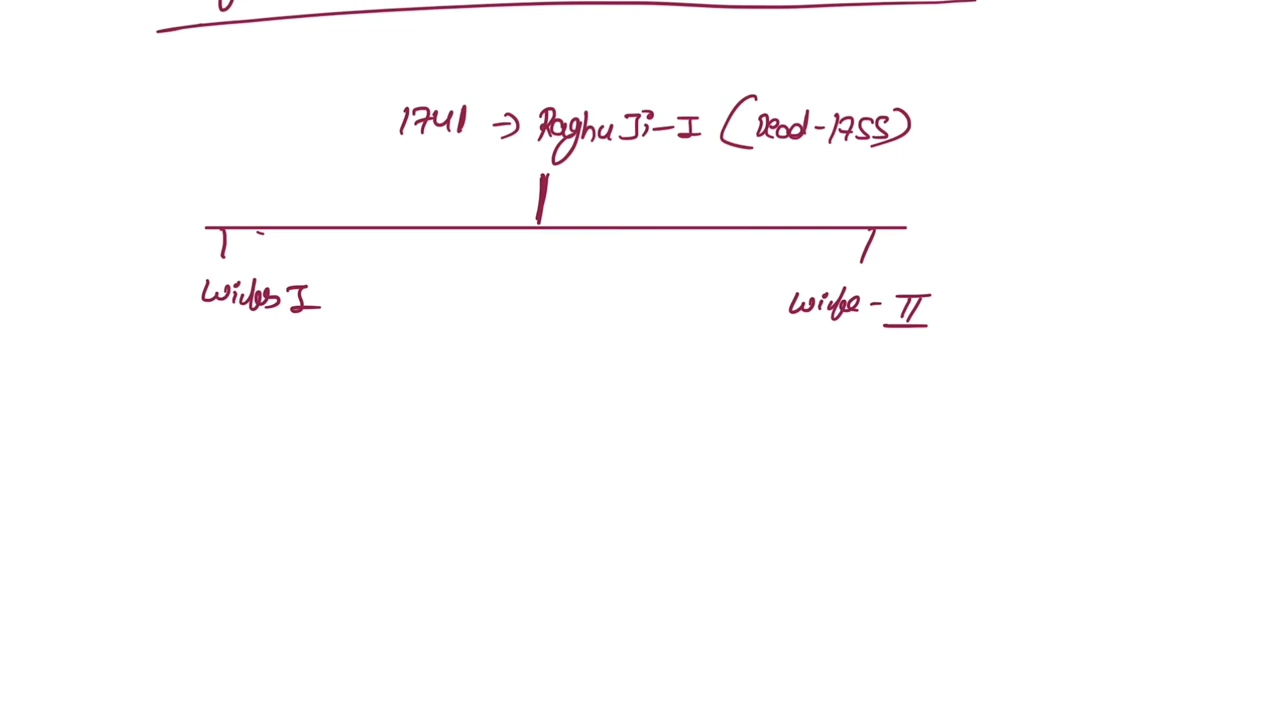 1741 → Raghu Ji-I (Dead-1755)
Wifes I
Wife - II